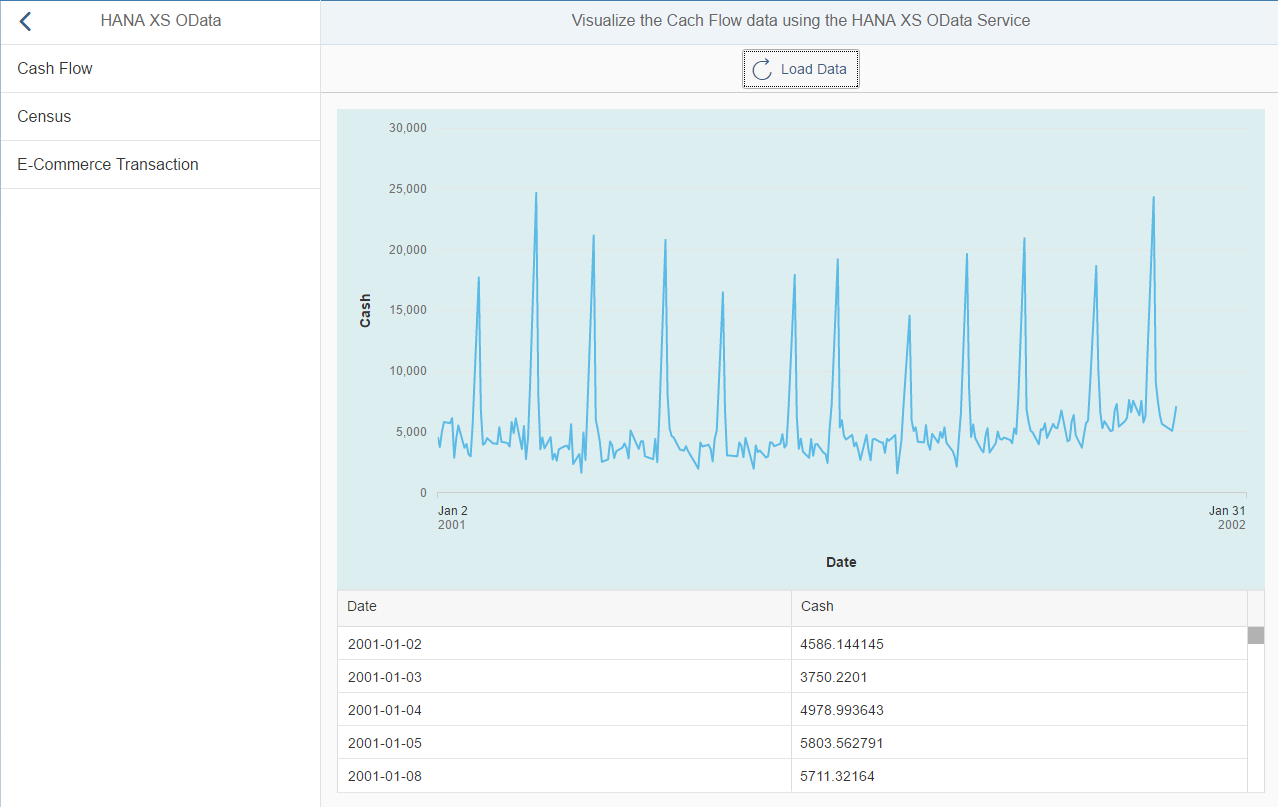 HANA XS OData
Visualize the Cach Flow data using the HANA XS OData Service
Cash Flow
Census
E-Commerce Transaction
Load Data
30,000
25,000
20,000
15,000
10,000
5,000
0
Cash
Jan 2
2001
Jan 31
2002
Date
Date Cash
2001-01-02 4586.144145
2001-01-03 3750.2201
2001-01-04 4978.993643
2001-01-05 5803.562791
2001-01-08 5711.32164